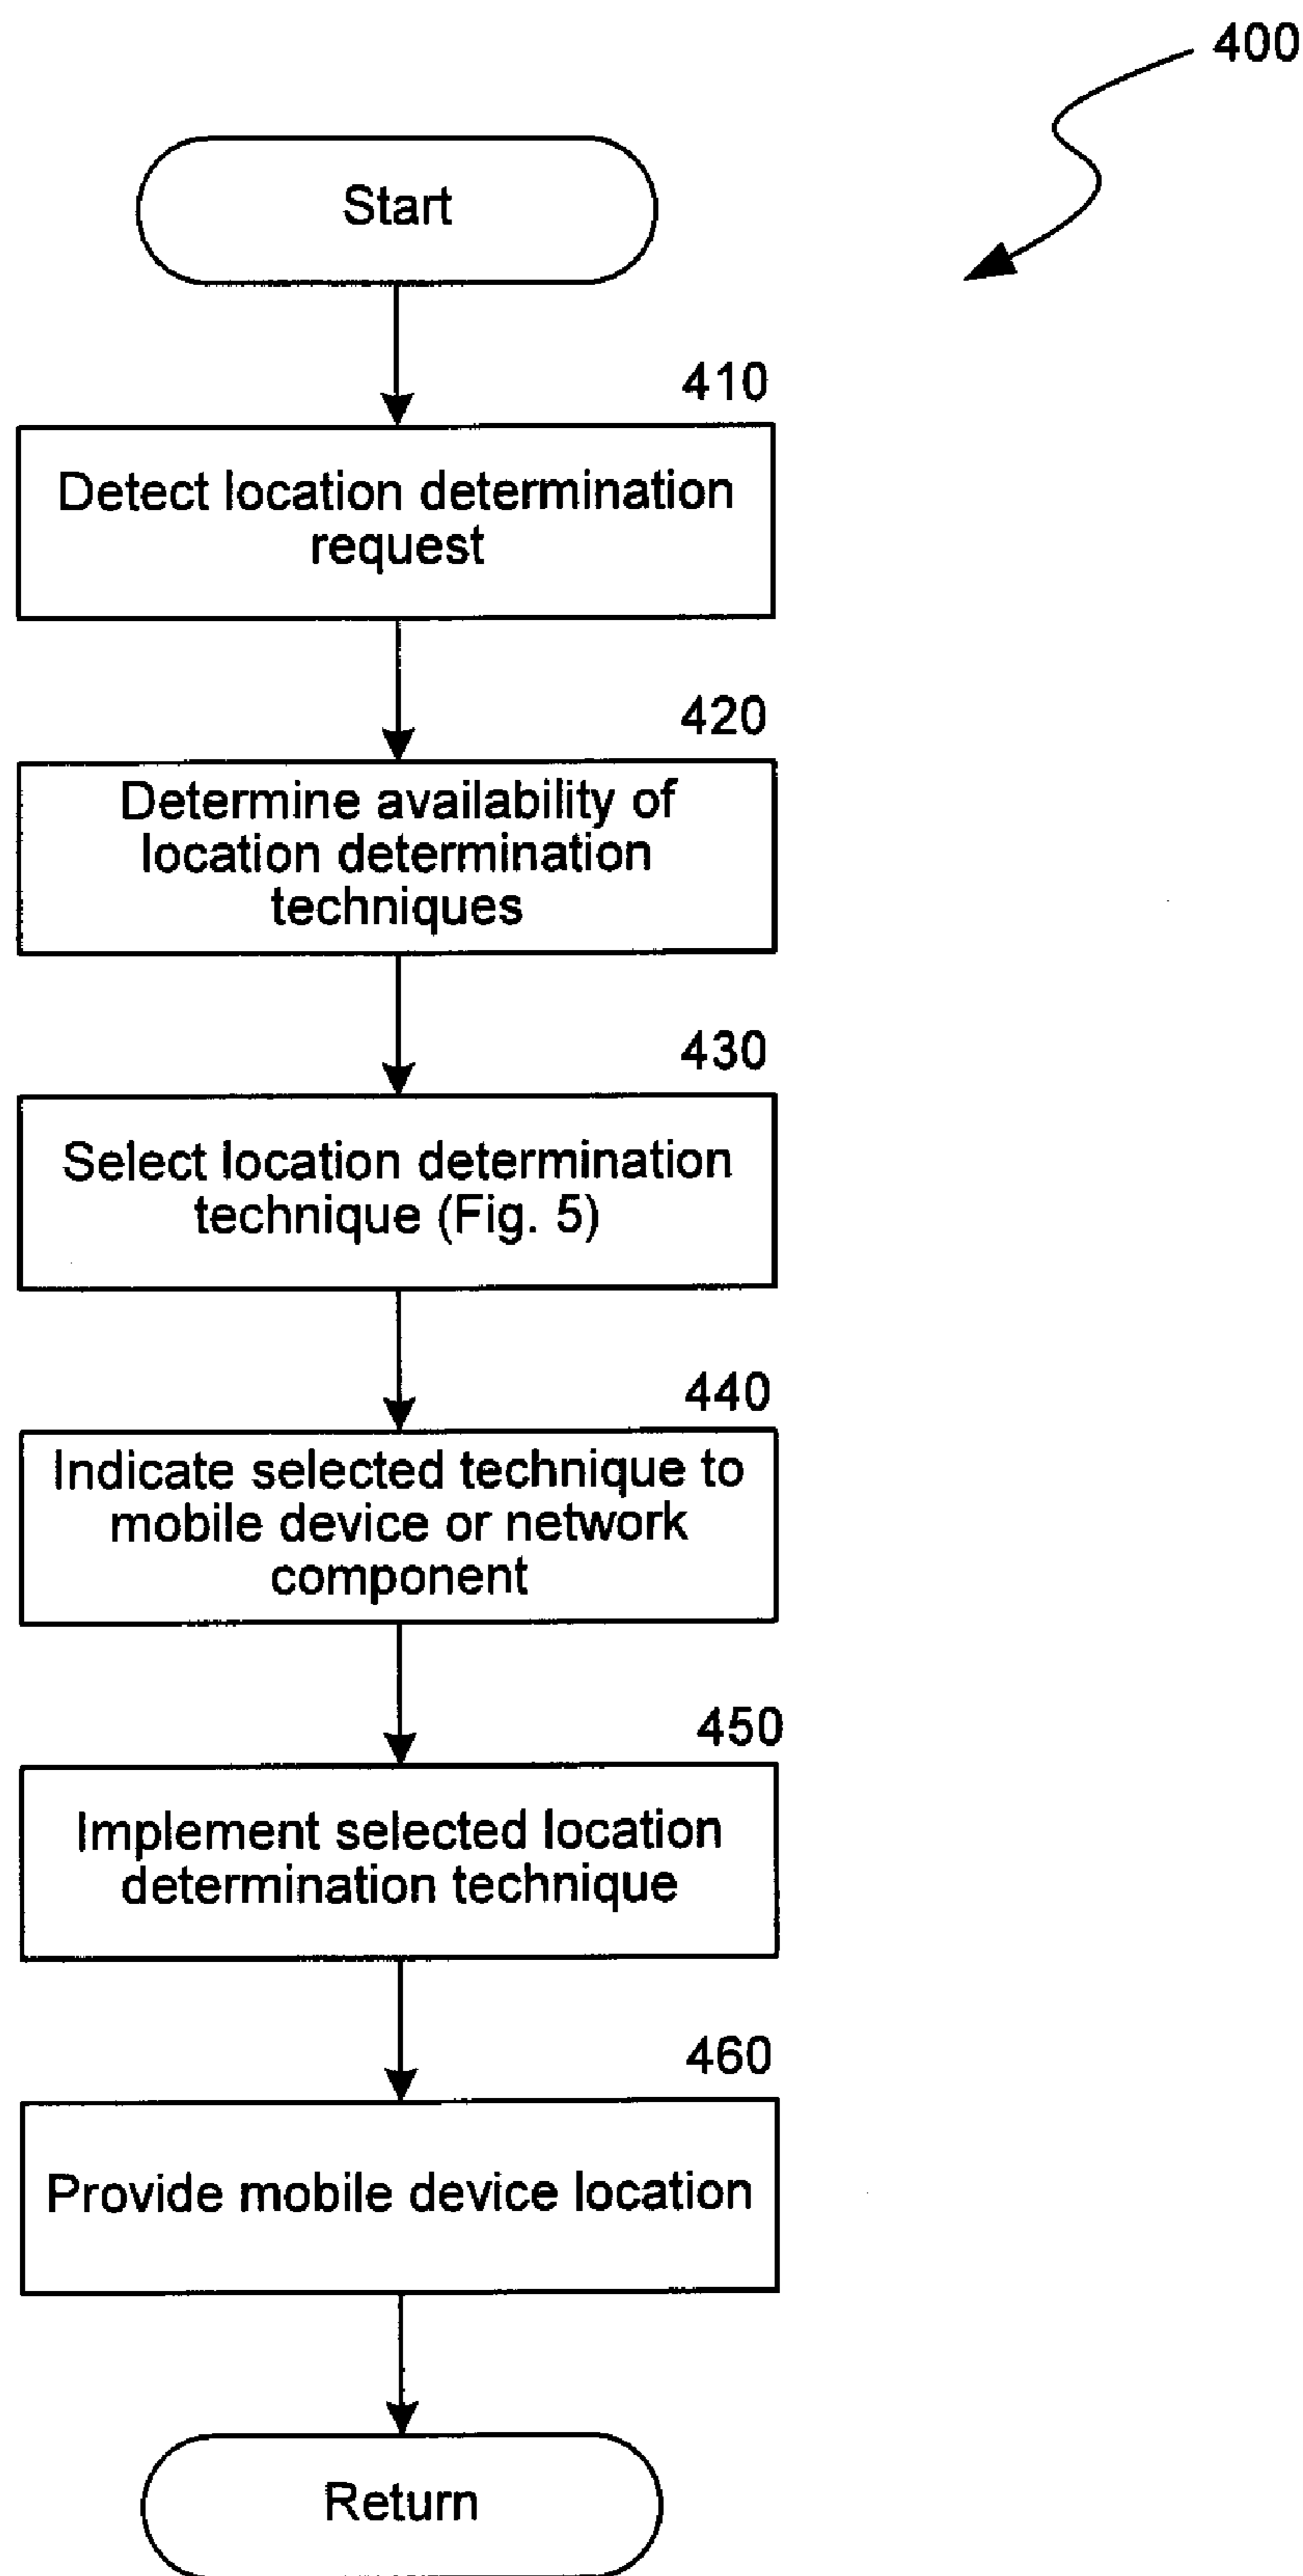 400
Start
410
Detect location determination
request
420
Determine availability of
location determination
techniques
430
Select location determination
technique (Fig. 5)
440
Indicate selected technique to
mobile device or network
component
450
Implement selected location
determination technique
460
Provide mobile device location
Return